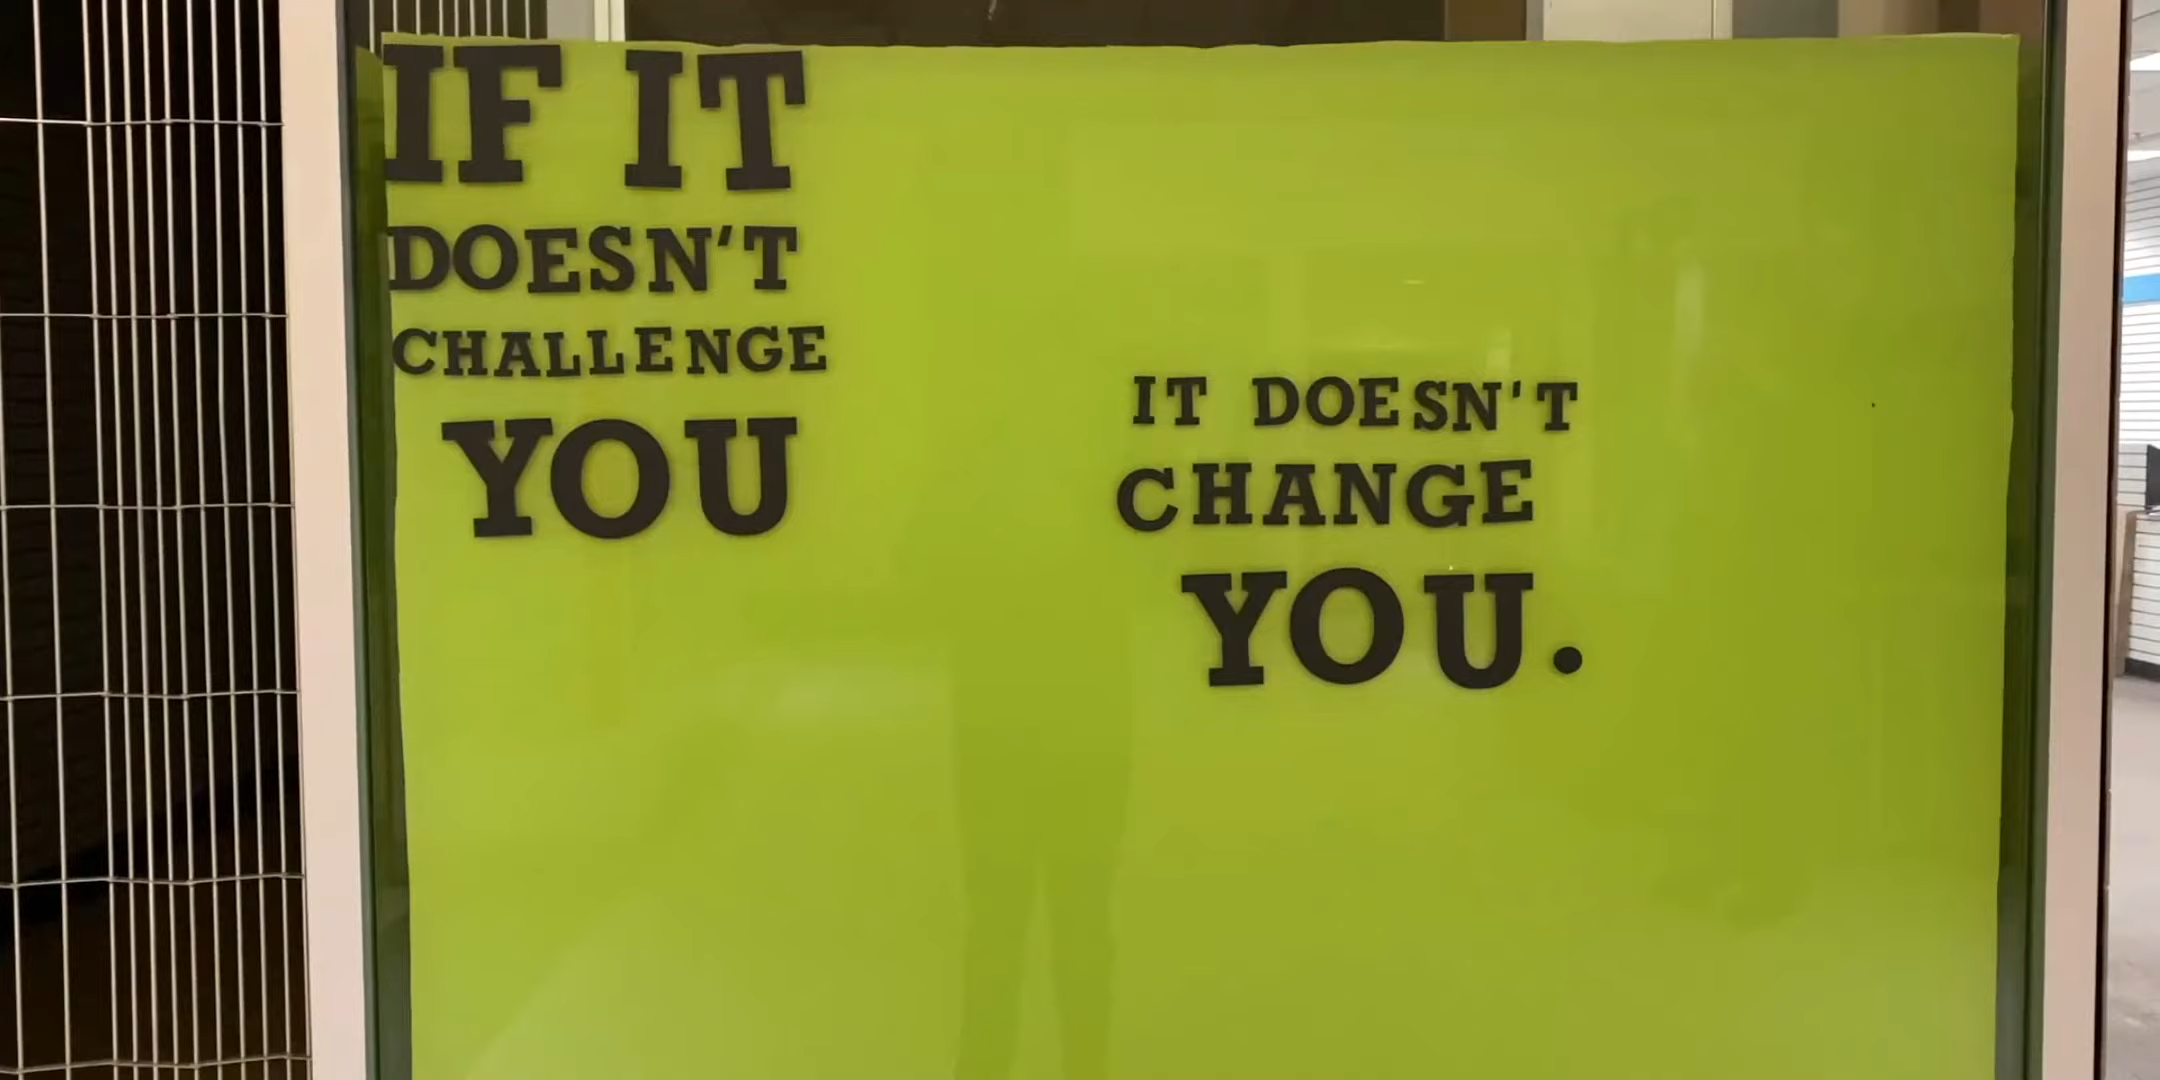 IF IT
DOESN'T
CHALLENGE
YOU
IT DOESN'T
CHANGE
YOU.